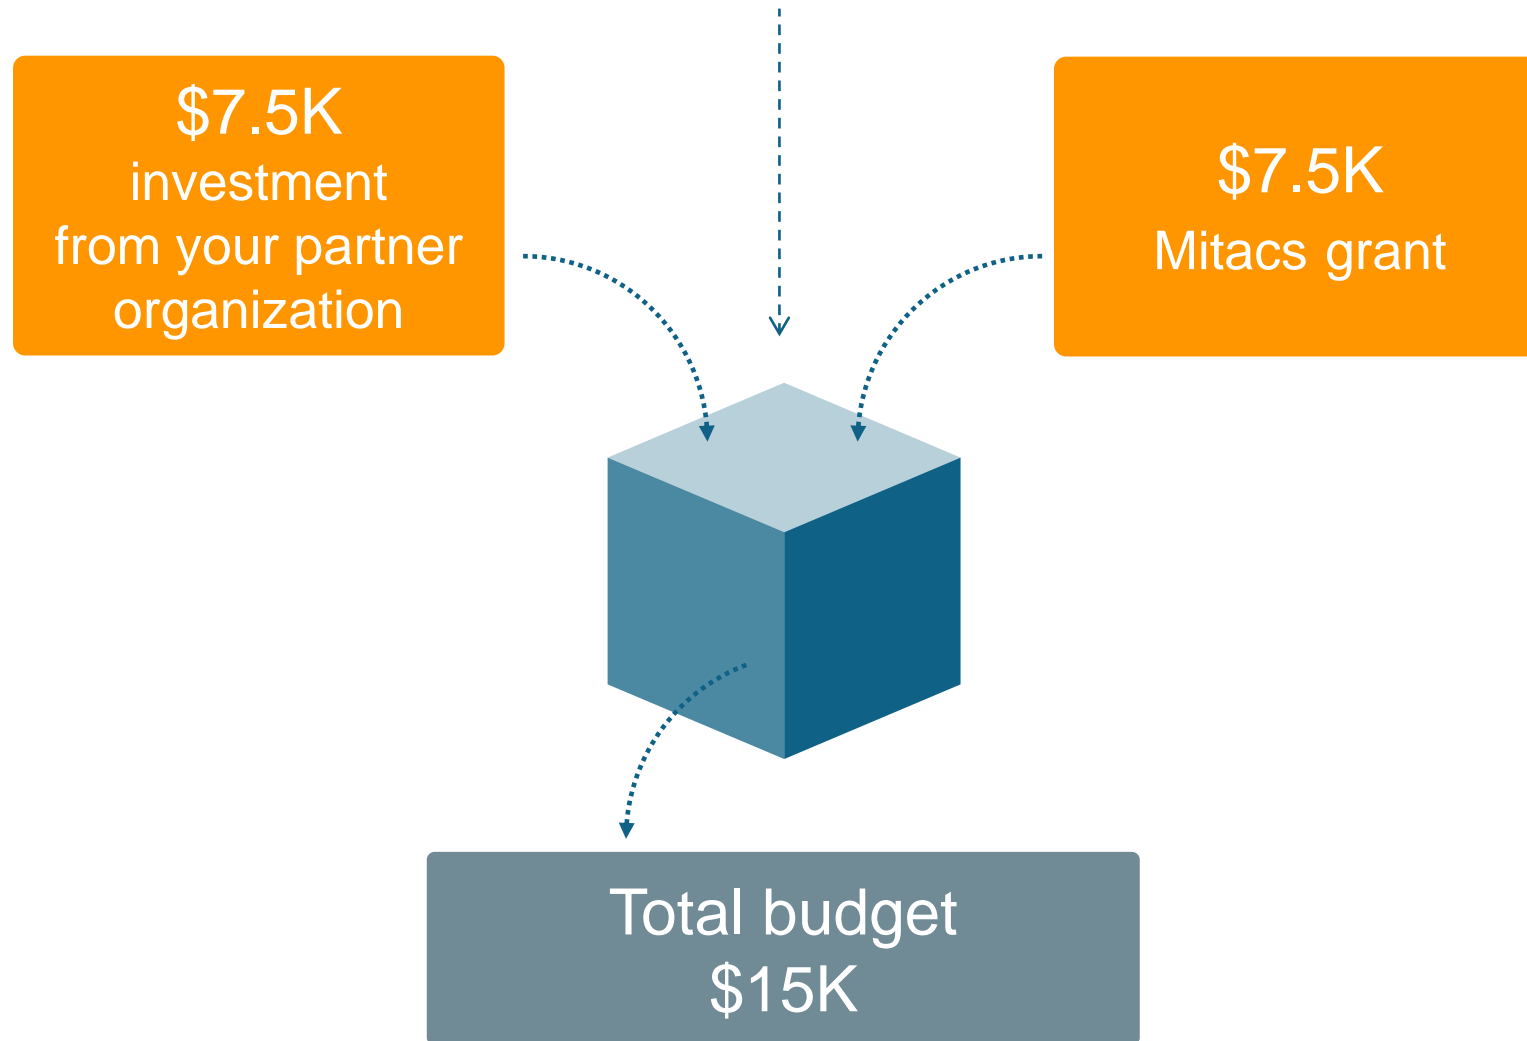 $7.5K
investment
from your partner
organization
$7.5K
Mitacs grant
Total budget
$15K